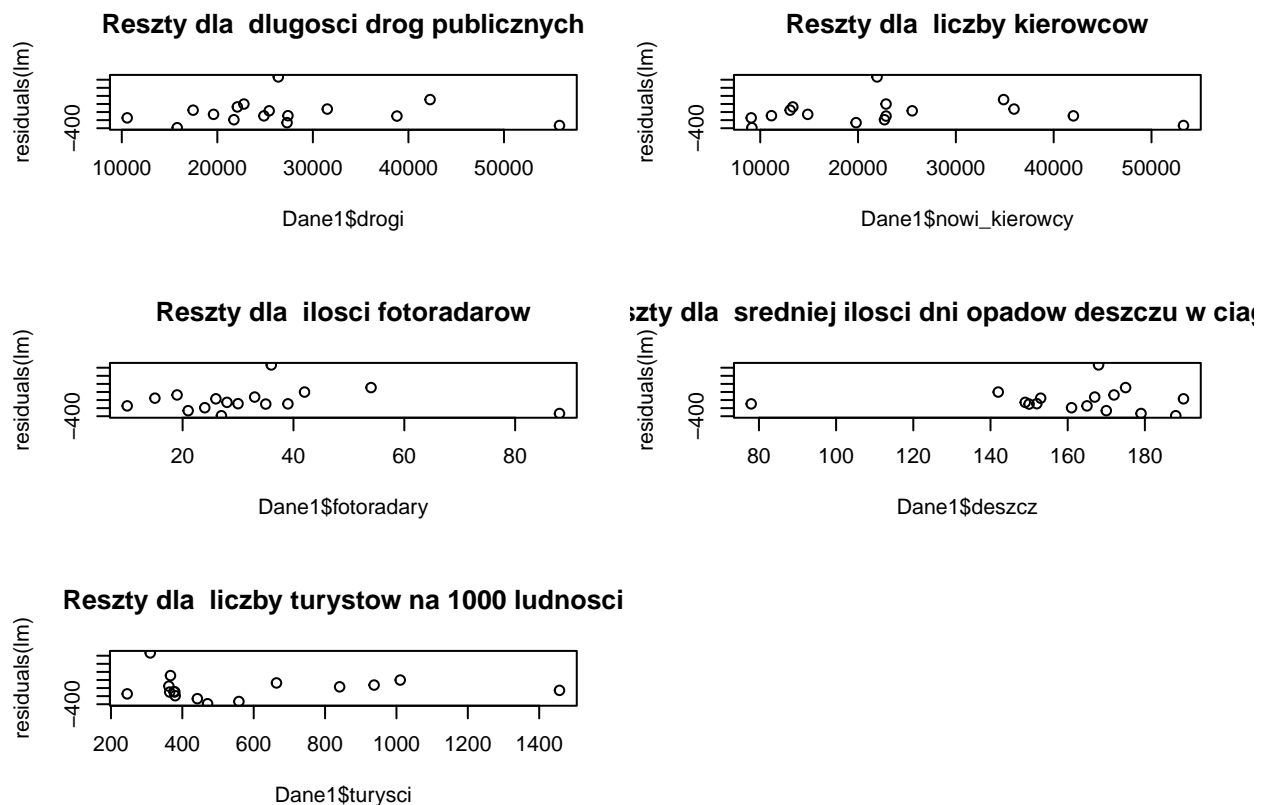 Reszty dla  dlugosci drog publicznych
residuals(lm)
−400
10000 20000 30000 40000 50000
Dane1$drogi
Reszty dla  liczby kierowcow
residuals(lm)
−400
10000 20000 30000 40000 50000
Dane1$nowi_kierowcy
Reszty dla  ilosci fotoradarow
residuals(lm)
−400
20 40 60 80
Dane1$fotoradary
szty dla  sredniej ilosci dni opadow deszczu w ciag
residuals(lm)
−400
80 100 120 140 160 180
Dane1$deszcz
Reszty dla  liczby turystow na 1000 ludnosci
residuals(lm)
−400
200 400 600 800 1000 1200 1400
Dane1$turysci